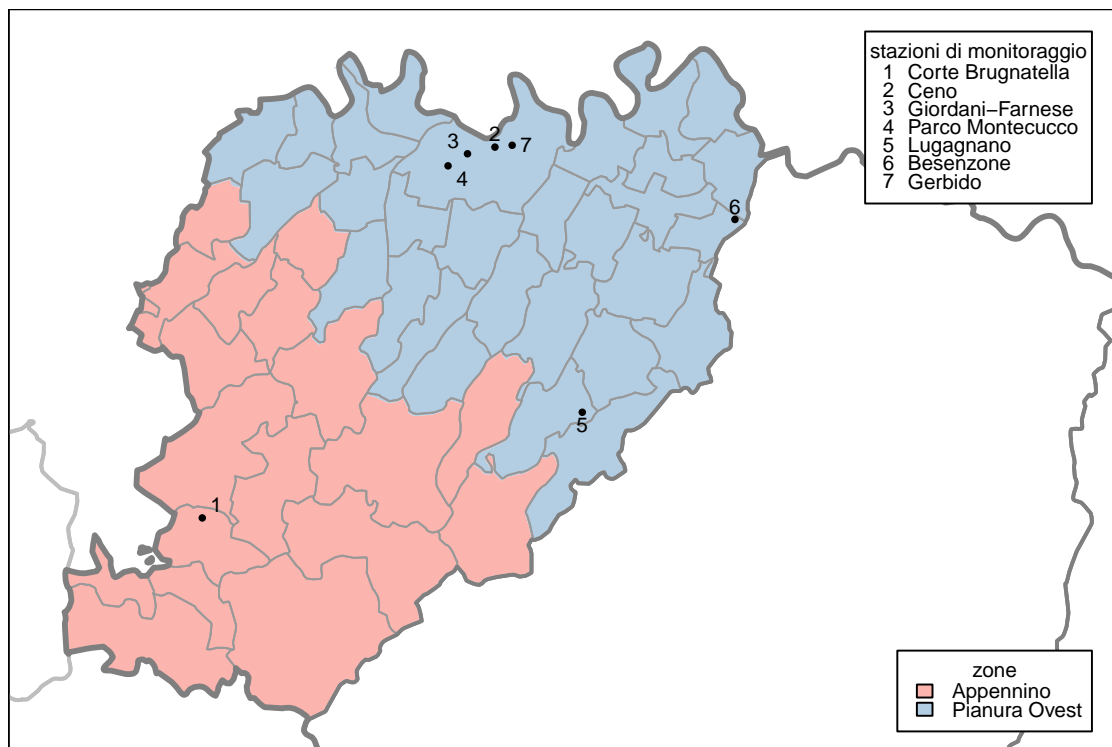 stazioni di monitoraggio
1 Corte Brugnatella
2 Ceno
3 Giordani−Farnese
4 Parco Montecucco
5 Lugagnano
6 Besenzone
7 Gerbido
3
2
7
4
6
5
1
zone
Appennino
Pianura Ovest